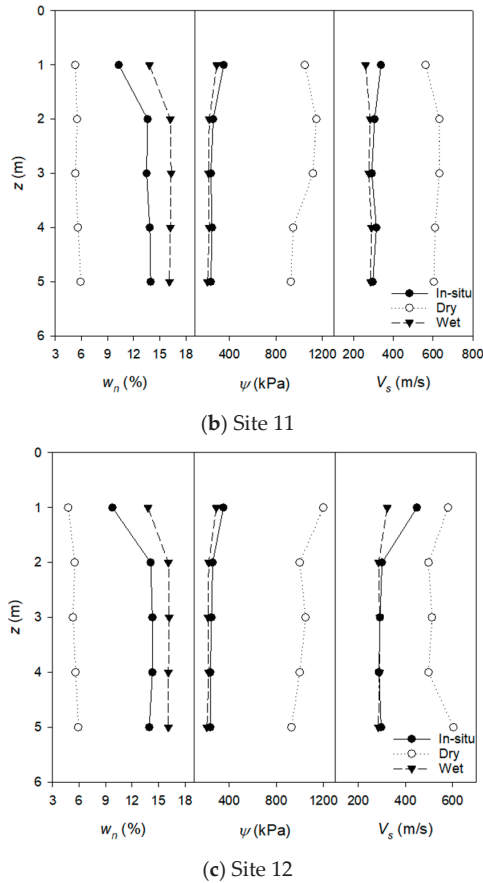 0
1
2
3
4
5
6
z (m)
3 6 9 12 15 18
400 1200
200 400 600 800
In-situ
Dry
Wet
wn (%)
ψ (kPa)
Vs (m/s)
(b) Site 11
0
1
2
3
4
5
6
z (m)
3 6 9 12 15 18
400 1200
200 400 600
In-situ
Dry
Wet
wn (%)
ψ (kPa)
Vs (m/s)
(c) Site 12